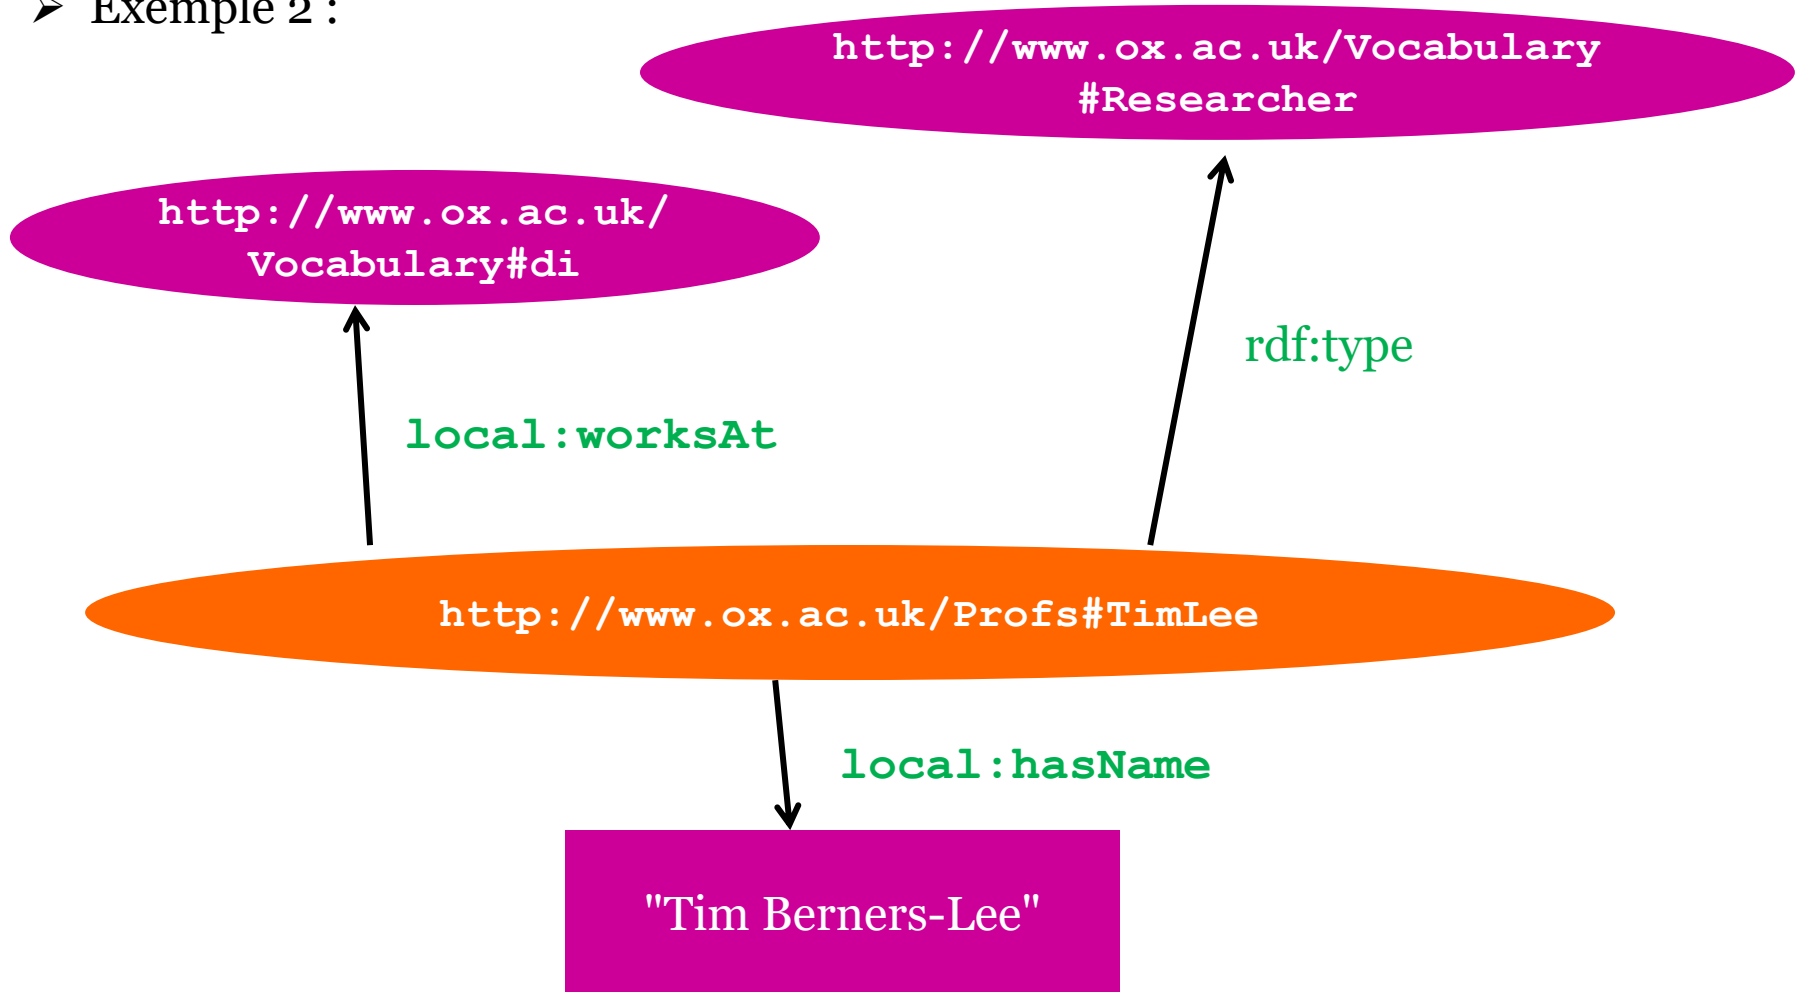 ➢ Exemple 2 :
http://www.ox.ac.uk/Vocabulary
#Researcher
http://www.ox.ac.uk/
Vocabulary#di
rdf:type
local:worksAt
http://www.ox.ac.uk/Profs#TimLee
local:hasName
"Tim Berners-Lee"